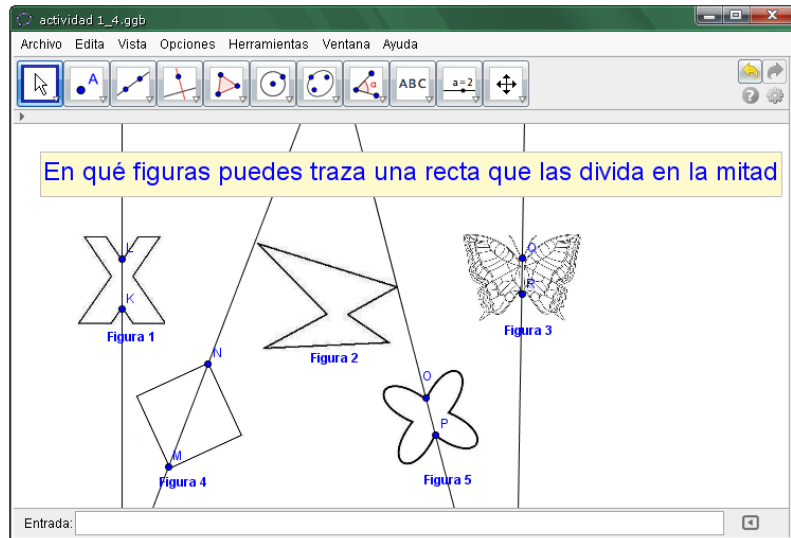 actividad 1_4.ggb
Archivo Edita Vista Opciones Herramientas Ventana Ayuda
A
α
ABC
a=2
En qué figuras puedes traza una recta que las divida en la mitad
L
K
Figura 1
Figura 2
Q
R
Figura 3
N
M
Figura 4
O
P
Figura 5
Entrada: